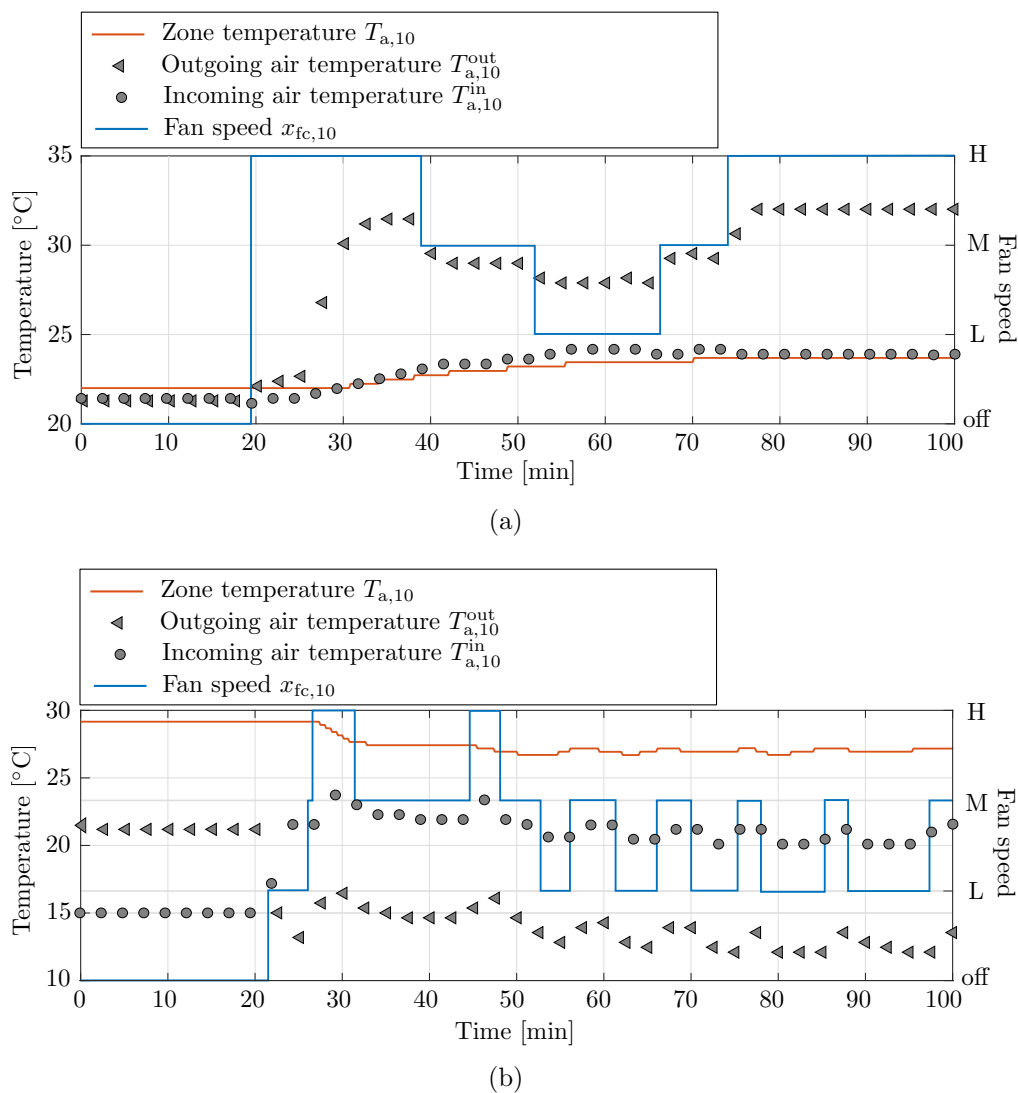 Zone temperature T_a,10
Outgoing air temperature T_a,10^out
Incoming air temperature T_a,10^in
Fan speed x_fc,10
35
30
25
20
Temperature [°C]
H
M
L
off
Fan speed
0 10 20 30 40 50 60 70 80 90 100
Time [min]
(a)
Zone temperature T_a,10
Outgoing air temperature T_a,10^out
Incoming air temperature T_a,10^in
Fan speed x_fc,10
30
25
20
15
10
Temperature [°C]
H
M
L
off
Fan speed
0 10 20 30 40 50 60 70 80 90 100
Time [min]
(b)